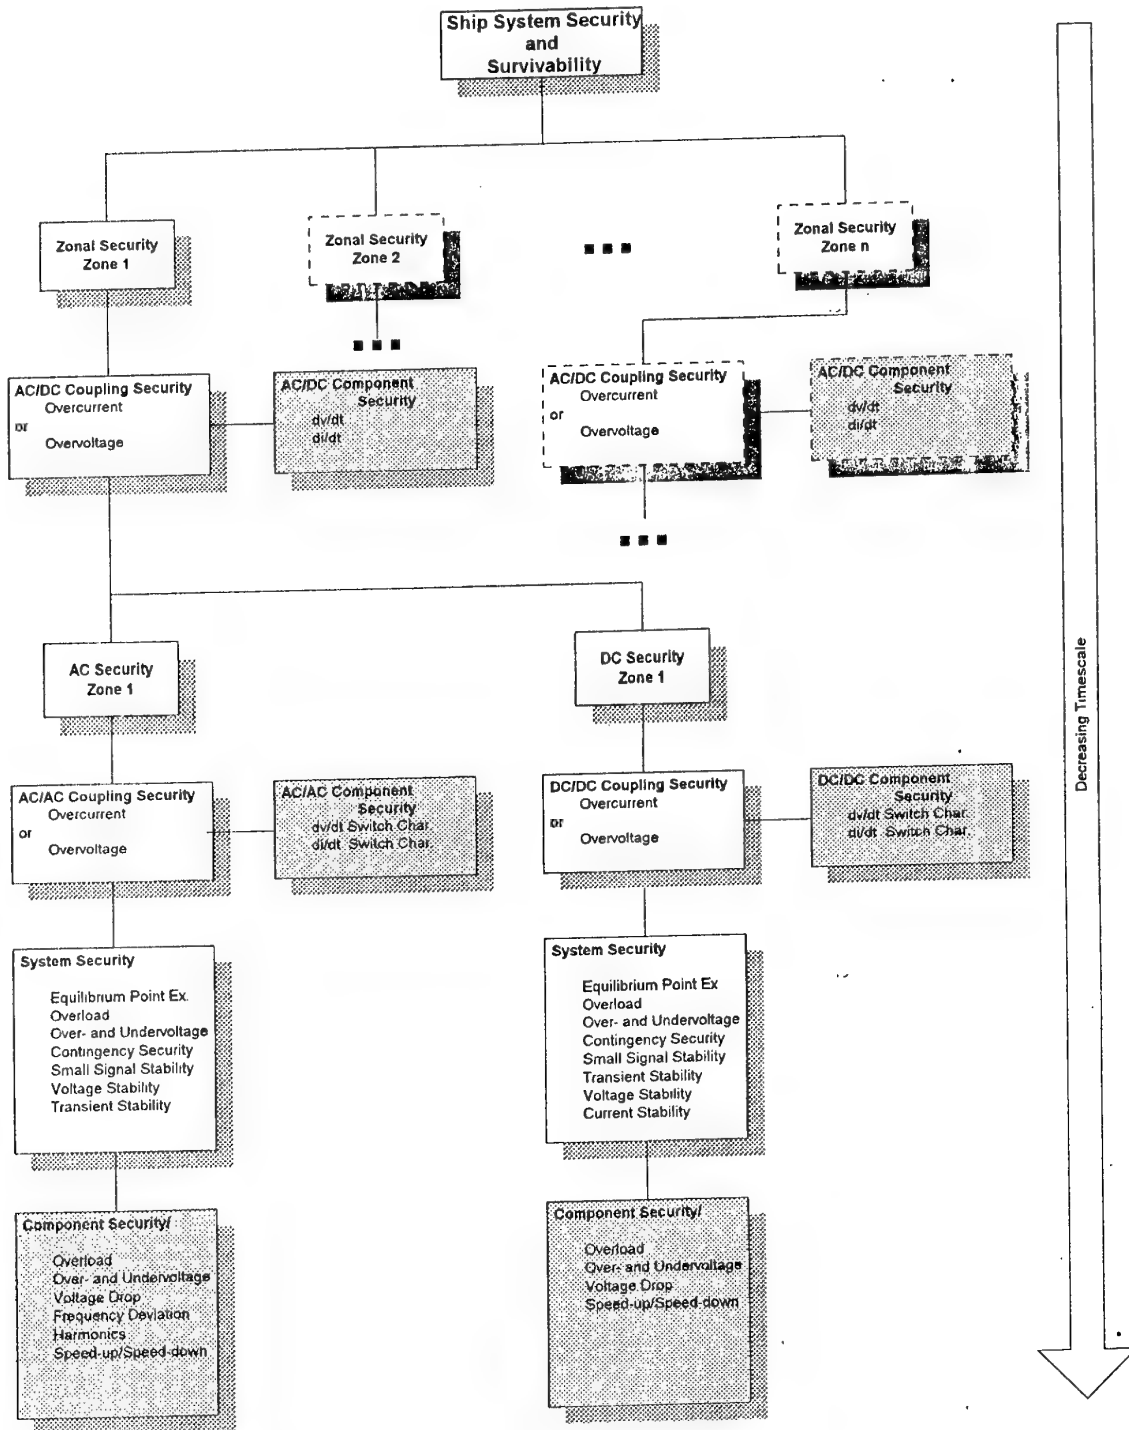 Ship System Security
and
Survivability
Zonal Security
Zone 1
Zonal Security
Zone 2
Zonal Security
Zone n
AC/DC Coupling Security
Overcurrent
or
Overvoltage
AC/DC Component
Security
dv/dt
di/dt
AC/DC Coupling Security
Overcurrent
or
Overvoltage
AC/DC Component
Security
dv/dt
di/dt
AC Security
Zone 1
DC Security
Zone 1
AC/AC Coupling Security
Overcurrent
or
Overvoltage
AC/AC Component
Security
dv/dt Switch Char.
di/dt Switch Char.
DC/DC Coupling Security
Overcurrent
or
Overvoltage
DC/DC Component
Security
dv/dt Switch Char.
di/dt Switch Char.
System Security
Equilibrium Point Ex.
Overload
Over- and Undervoltage
Contingency Security
Small Signal Stability
Voltage Stability
Transient Stability
System Security
Equilibrium Point Ex
Overload
Over- and Undervoltage
Contingency Security
Small Signal Stability
Transient Stability
Voltage Stability
Current Stability
Component Security/
Overload
Over- and Undervoltage
Voltage Drop
Frequency Deviation
Harmonics
Speed-up/Speed-down
Component Security/
Overload
Over- and Undervoltage
Voltage Drop
Speed-up/Speed-down
Decreasing Timescale